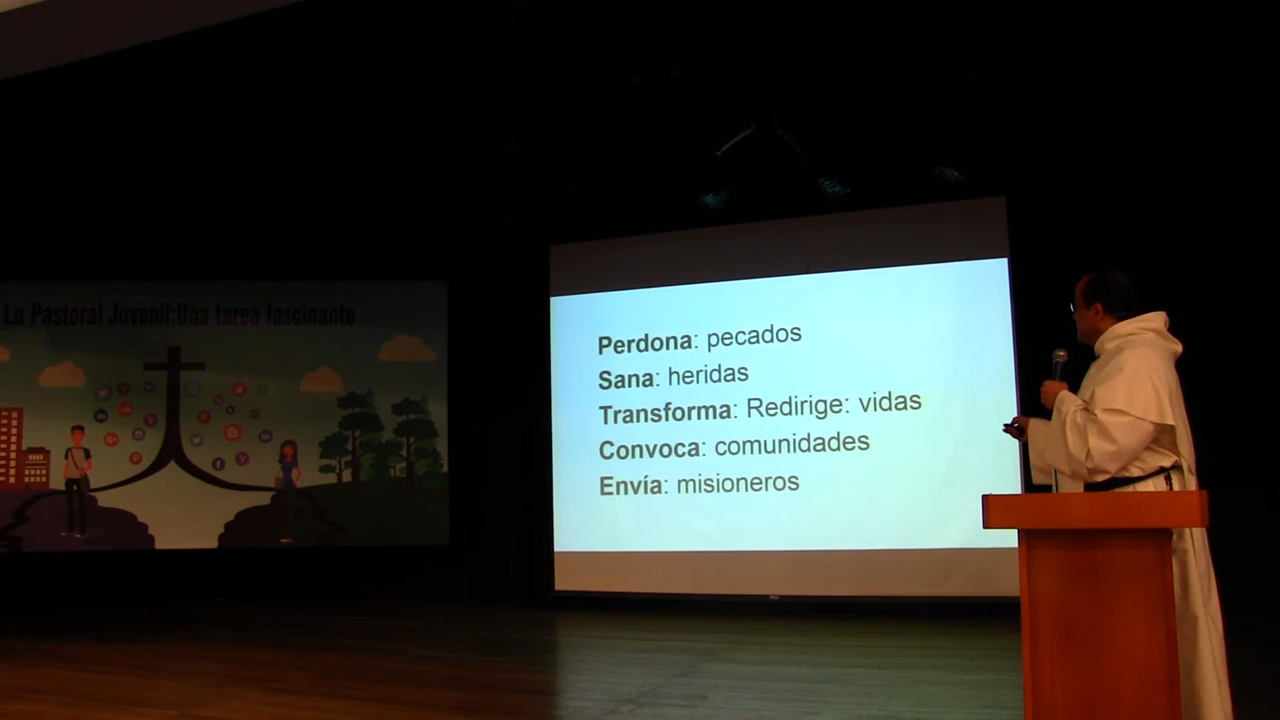 La Pastoral Juvenil:Una tarea fascinante
Perdona: pecados
Sana: heridas
Transforma: Redirige: vidas
Convoca: comunidades
Envía: misioneros